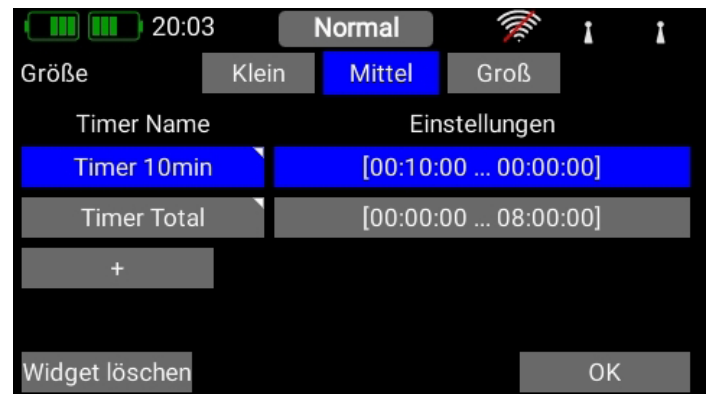 20:03 Normal
Größe Klein Mittel Groß
Timer Name Einstellungen
Timer 10min [00:10:00 ... 00:00:00]
Timer Total [00:00:00 ... 08:00:00]
+
Widget löschen OK